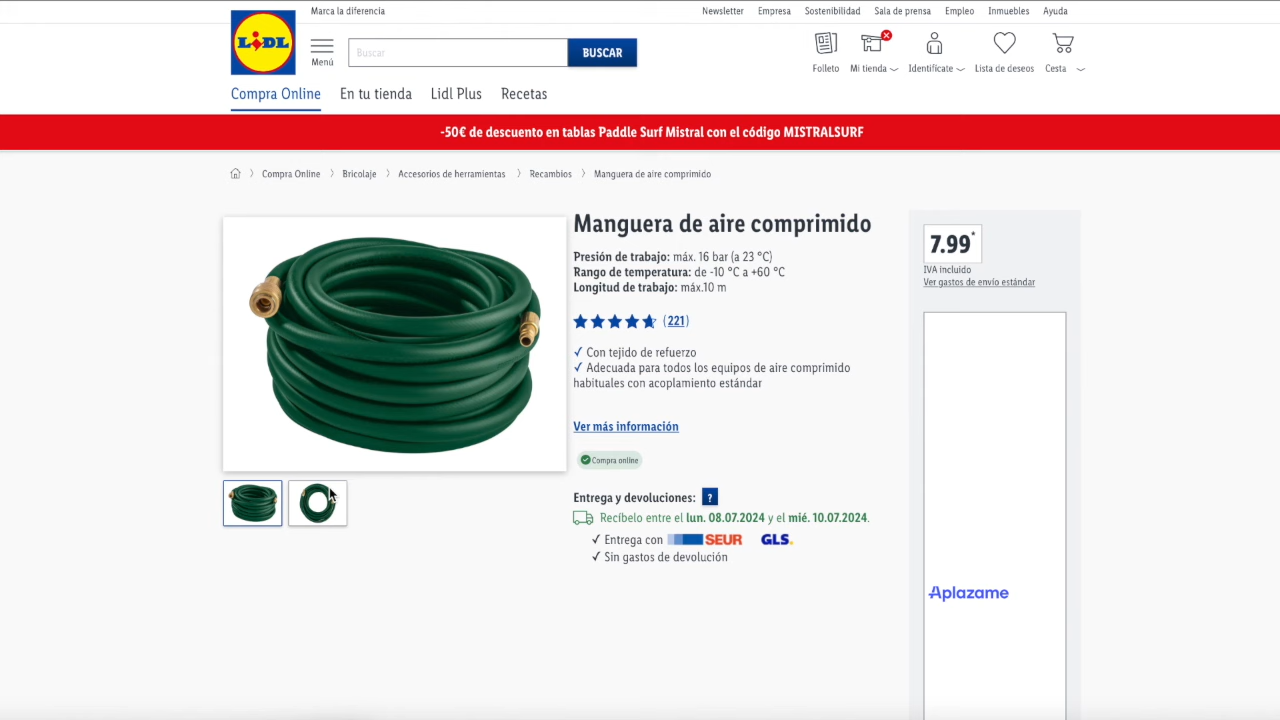 Marca la diferencia
Newsletter Empresa Sostenibilidad Sala de prensa Empleo Inmuebles Ayuda
LIDL
Menú
Buscar
BUSCAR
Folleto Mi tienda Identifícate Lista de deseos Cesta
Compra Online En tu tienda Lidl Plus Recetas
-50€ de descuento en tablas Paddle Surf Mistral con el código MISTRALSURF
Compra Online Bricolaje Accesorios de herramientas Recambios Manguera de aire comprimido
Manguera de aire comprimido
Presión de trabajo: máx. 16 bar (a 23 °C)
Rango de temperatura: de -10 °C a +60 °C
Longitud de trabajo: máx.10 m
(221)
✓ Con tejido de refuerzo
✓ Adecuada para todos los equipos de aire comprimido
habituales con acoplamiento estándar
Ver más información
Compra online
Entrega y devoluciones: ?
Recíbelo entre el lun. 08.07.2024 y el mié. 10.07.2024.
✓ Entrega con SEUR GLS.
✓ Sin gastos de devolución
7.99*
IVA incluido
Ver gastos de envío estándar
Aplazame